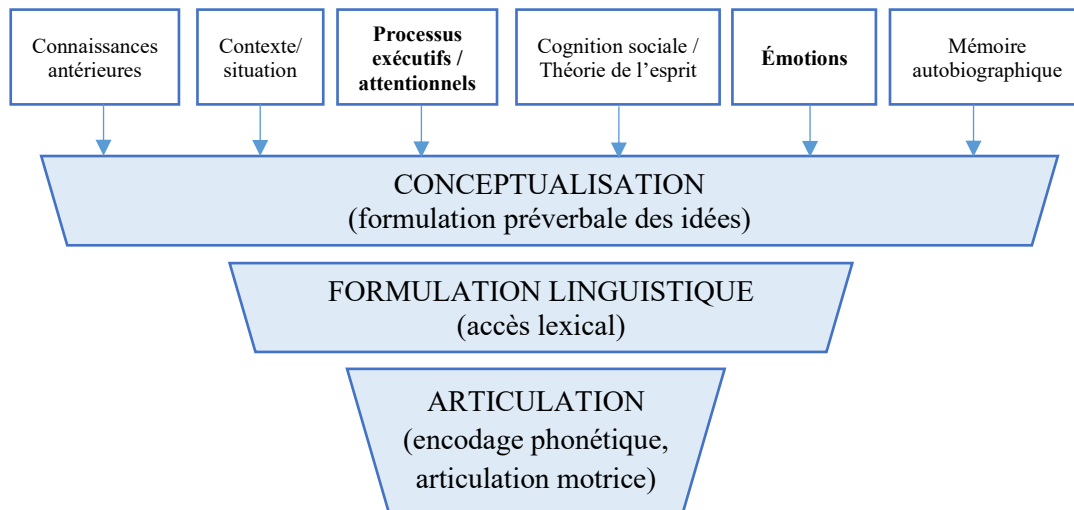 Connaissances
antérieures
Contexte/
situation
Processus
exécutifs /
attentionnels
Cognition sociale /
Théorie de l'esprit
Émotions
Mémoire
autobiographique
CONCEPTUALISATION
(formulation préverbale des idées)
FORMULATION LINGUISTIQUE
(accès lexical)
ARTICULATION
(encodage phonétique,
articulation motrice)